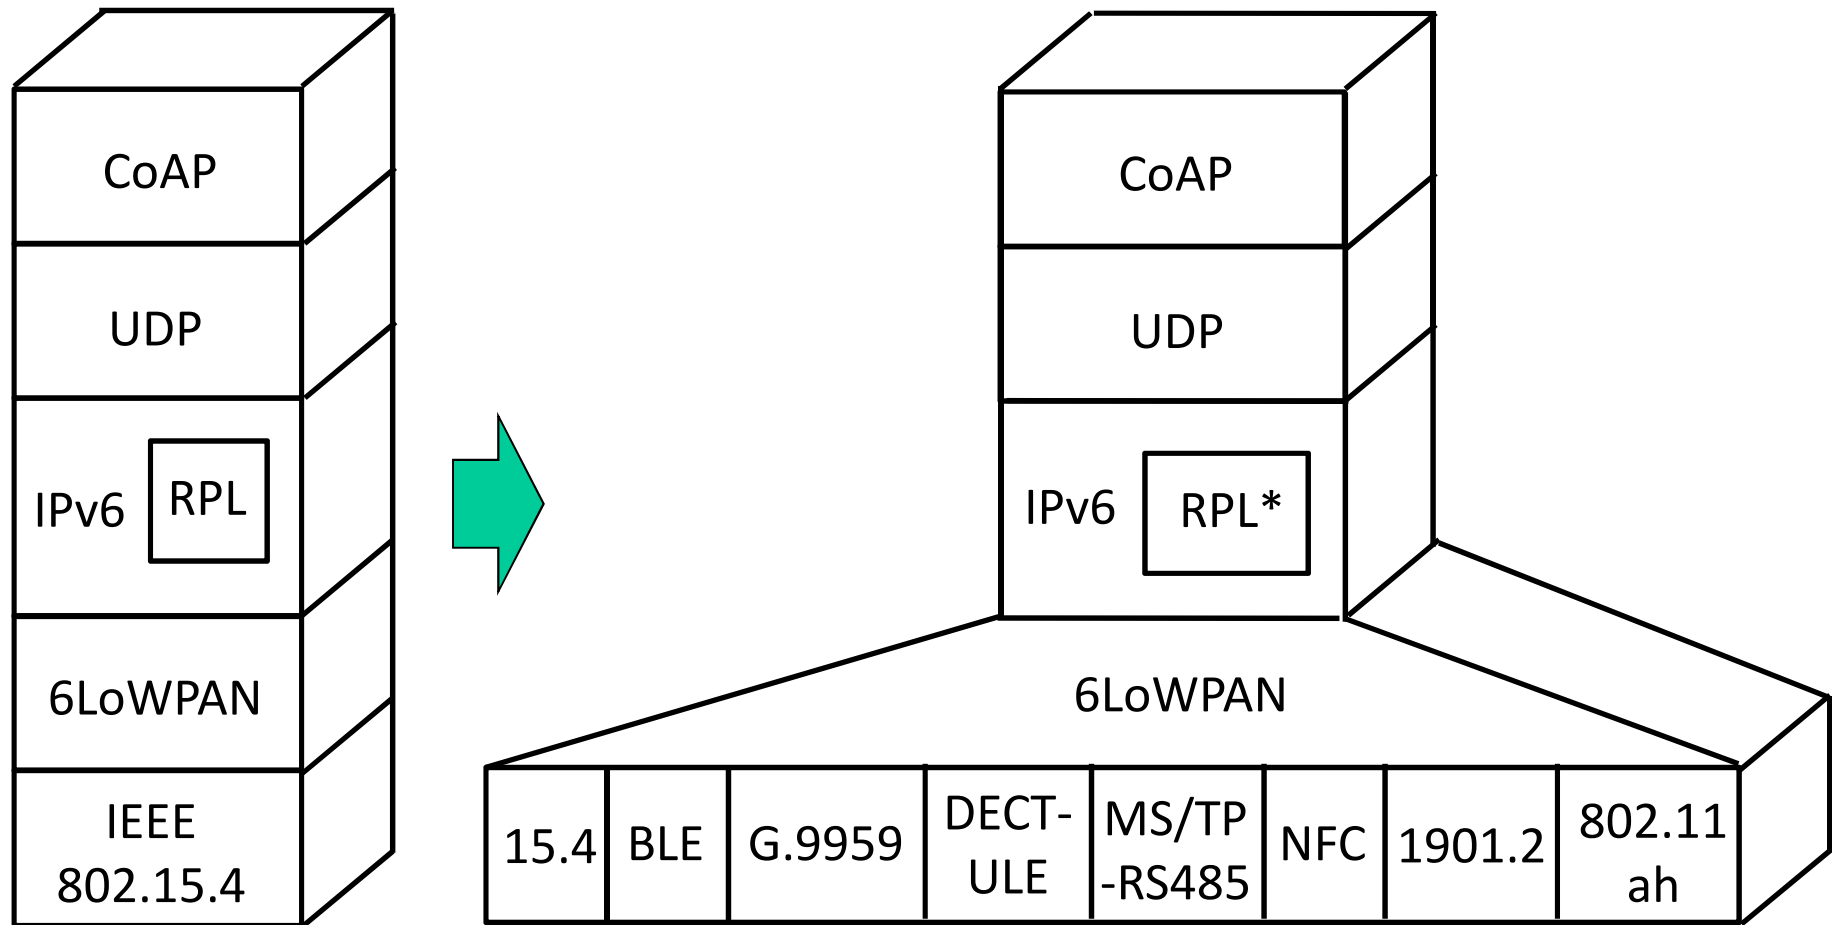 CoAP
UDP
IPv6
RPL
6LoWPAN
IEEE
802.15.4
CoAP
UDP
IPv6
RPL*
6LoWPAN
15.4
BLE
G.9959
DECT-
ULE
MS/TP
-RS485
NFC
1901.2
802.11
ah